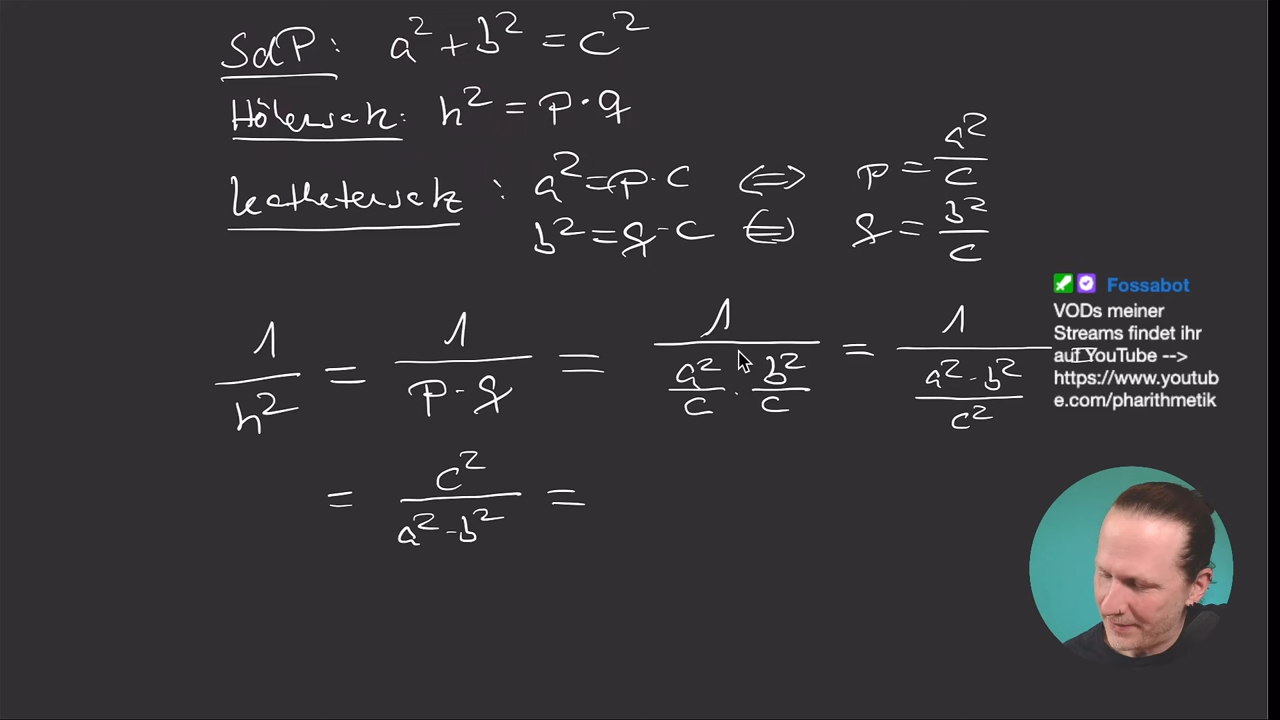 SdP: a² + b² = c²
Höhensatz: h² = p · q
Kathetersatz: a² = p · c ⇔ p = a²/c
b² = q · c ⇔ q = b²/c
1/h² = 1/(p · q) = 1/(a²/c · b²/c) = 1/((a² · b²)/c²) =
= c²/(a² · b²) =
Fossabot
VODs meiner
Streams findet ihr
auf YouTube -->
https://www.youtub
e.com/pharithmetik